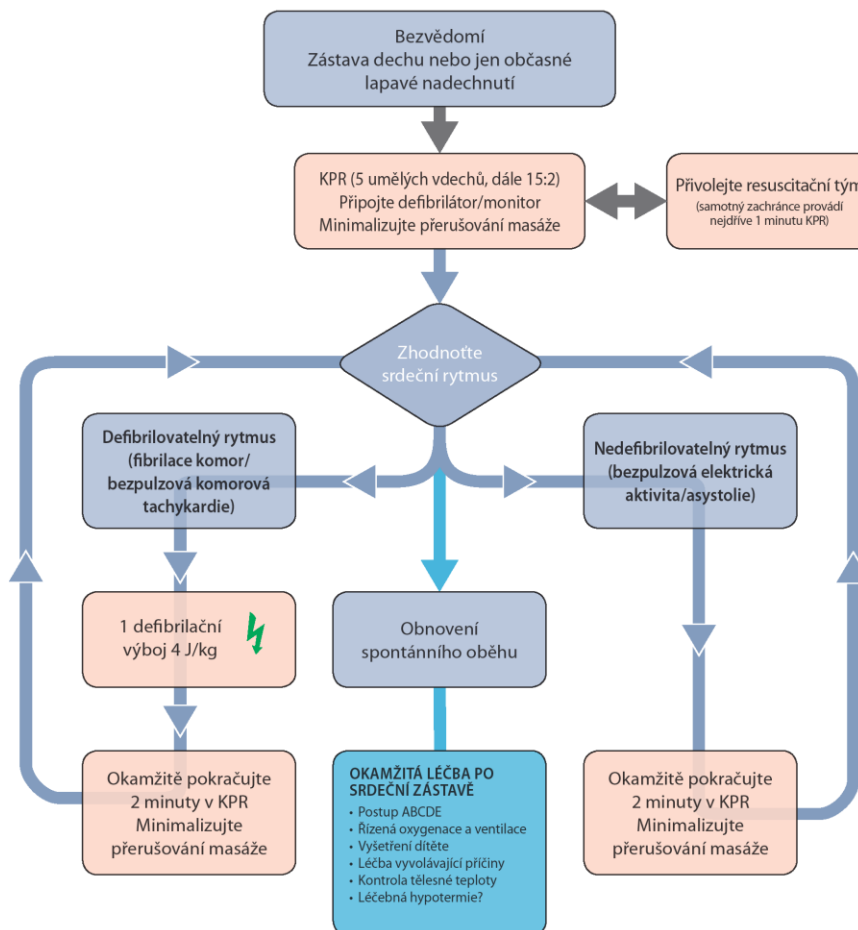 Bezvědomí
Zástava dechu nebo jen občasné
lapavé nadechnutí
KPR (5 umělých vdechů, dále 15:2)
Připojte defibrilátor/monitor
Minimalizujte přerušování masáže
Přivolejte resuscitační tým
(samotný zachránce provádí
nejdříve 1 minutu KPR)
Zhodnoťte
srdeční rytmus
Defibrilovatelný rytmus
(fibrilace komor/
bezpulzová komorová
tachykardie)
Nedefibrilovatelný rytmus
(bezpulzová elektrická
aktivita/asystolie)
1 defibrilační
výboj 4 J/kg
Obnovení
spontánního oběhu
Okamžitě pokračujte
2 minuty v KPR
Minimalizujte
přerušování masáže
OKAMŽITÁ LÉČBA PO
SRDEČNÍ ZÁSTAVĚ
• Postup ABCDE
• Řízená oxygenace a ventilace
• Vyšetření dítěte
• Léčba vyvolávající příčiny
• Kontrola tělesné teploty
• Léčebná hypotermie?
Okamžitě pokračujte
2 minuty v KPR
Minimalizujte
přerušování masáže